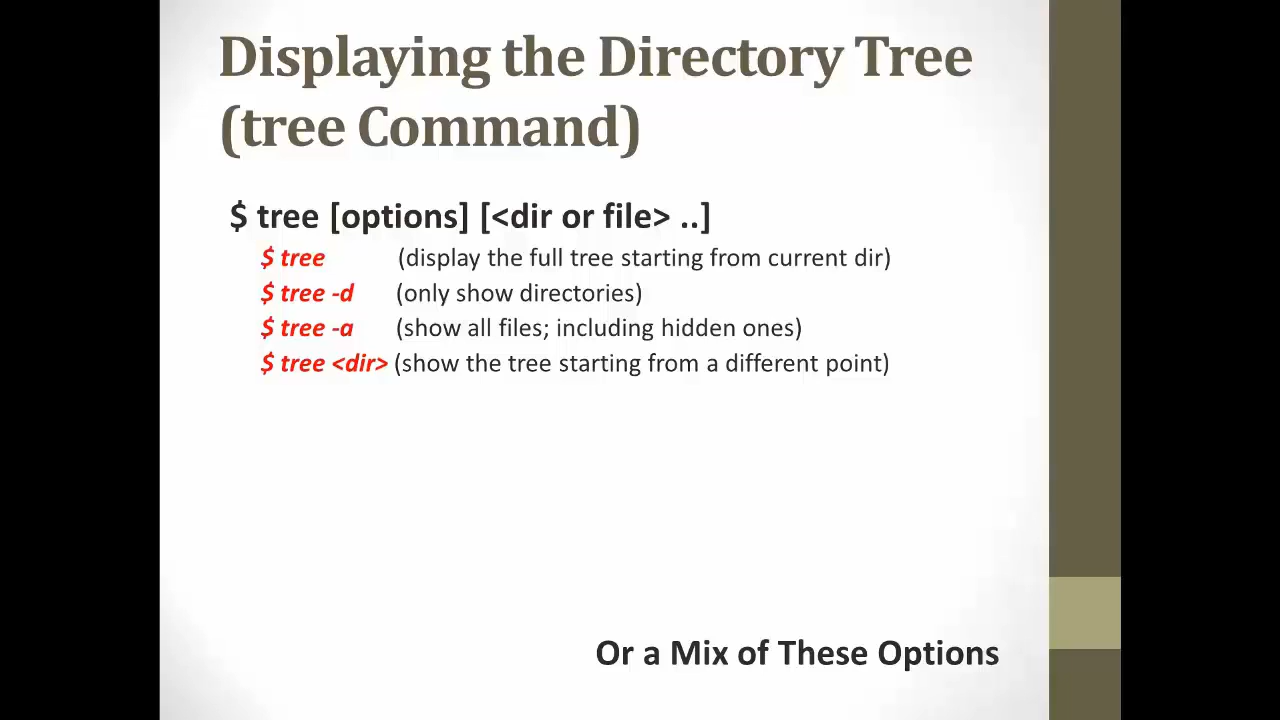 Displaying the Directory Tree
(tree Command)
$ tree [options] [<dir or file> ..]
$ tree (display the full tree starting from current dir)
$ tree -d (only show directories)
$ tree -a (show all files; including hidden ones)
$ tree <dir> (show the tree starting from a different point)
Or a Mix of These Options